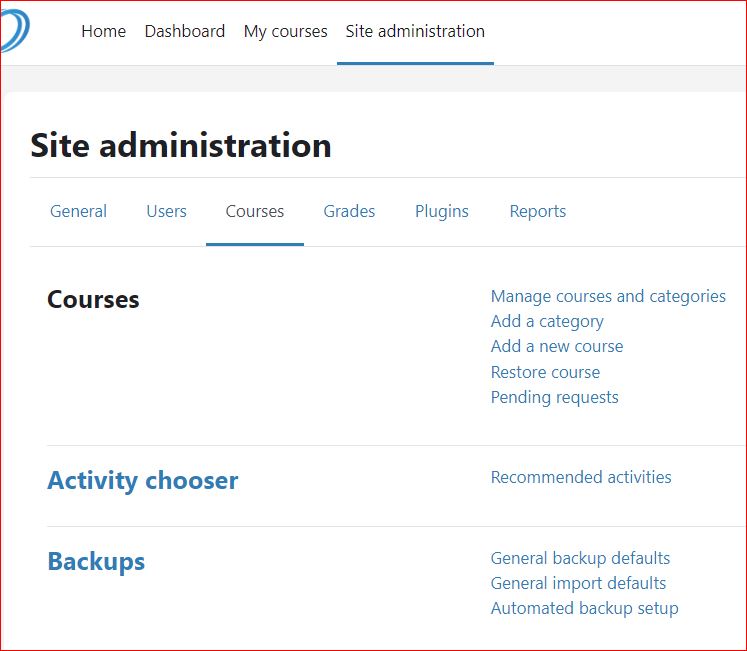 Home Dashboard My courses Site administration
Site administration
General Users Courses Grades Plugins Reports
Courses
Manage courses and categories
Add a category
Add a new course
Restore course
Pending requests
Activity chooser
Recommended activities
Backups
General backup defaults
General import defaults
Automated backup setup